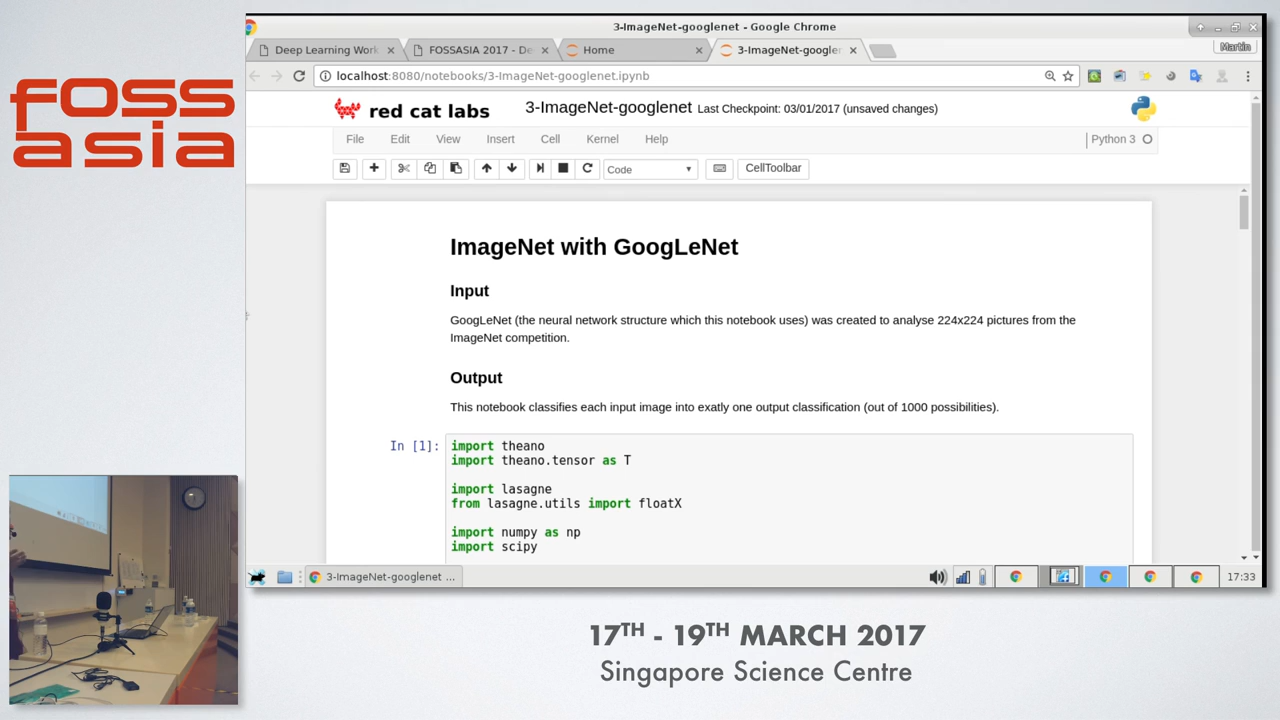 3-ImageNet-googlenet - Google Chrome
Deep Learning Work
FOSSASIA 2017 - De
Home
3-ImageNet-googler
Martin
localhost:8080/notebooks/3-ImageNet-googlenet.ipynb
fOSS
asia
red cat labs
3-ImageNet-googlenet Last Checkpoint: 03/01/2017 (unsaved changes)
File Edit View Insert Cell Kernel Help
Python 3
Code
CellToolbar
ImageNet with GoogLeNet
Input
GoogLeNet (the neural network structure which this notebook uses) was created to analyse 224x224 pictures from the
ImageNet competition.
Output
This notebook classifies each input image into exatly one output classification (out of 1000 possibilities).
In [1]:
import theano
import theano.tensor as T
import lasagne
from lasagne.utils import floatX
import numpy as np
import scipy
3-ImageNet-googlenet ...
17:33
17TH - 19TH MARCH 2017
Singapore Science Centre